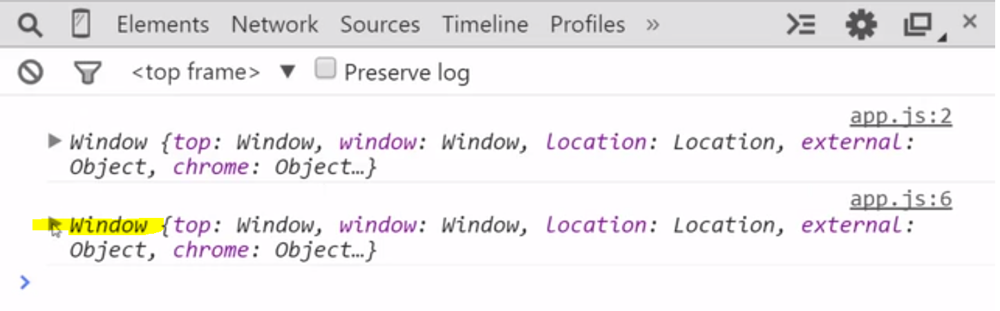 Elements Network Sources Timeline Profiles »
<top frame> ▼ Preserve log
app.js:2
▶ Window {top: Window, window: Window, location: Location, external:
Object, chrome: Object…}
app.js:6
▶ Window {top: Window, window: Window, location: Location, external:
Object, chrome: Object…}
>